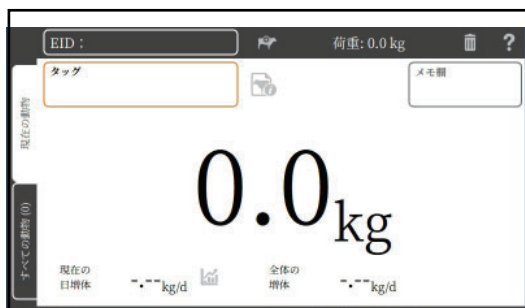 EID：
荷重: 0.0 kg
?
タッグ
メモ欄
現在の動物
0.0kg
すべての動物 (0)
現在の
日増体
-.--kg/d
全体の
増体
-.--kg/d